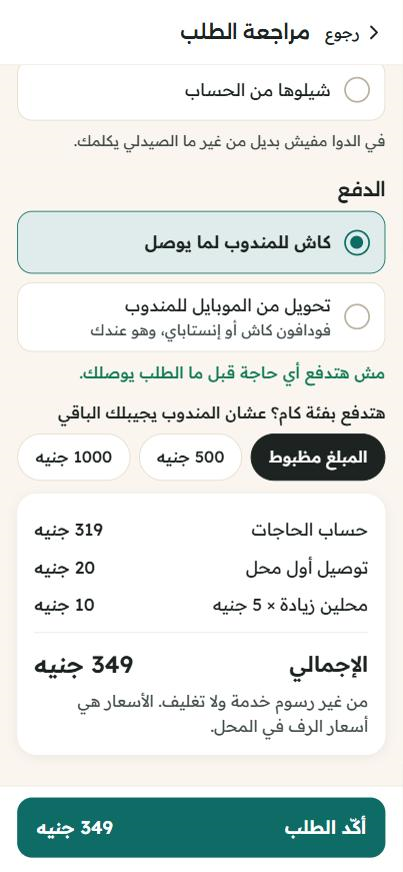 رجوع
مراجعة الطلب
شيلوها من الحساب
في الدوا مفيش بديل من غير ما الصيدلي يكلمك.
الدفع
كاش للمندوب لما يوصل
تحويل من الموبايل للمندوب
فودافون كاش أو إنستاباي، وهو عندك
مش هتدفع أي حاجة قبل ما الطلب يوصلك.
هتدفع بفئة كام؟ عشان المندوب يجيبلك الباقي
المبلغ مظبوط
500 جنيه
1000 جنيه
حساب الحاجات 319 جنيه
توصيل أول محل 20 جنيه
محلين زيادة × 5 جنيه 10 جنيه
الإجمالي 349 جنيه
من غير رسوم خدمة ولا تغليف. الأسعار هي
أسعار الرف في المحل.
أكّد الطلب 349 جنيه